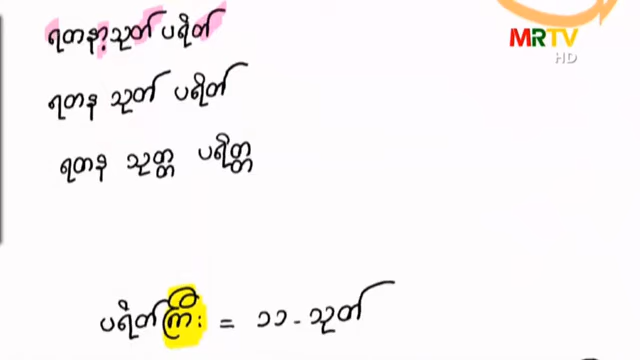 MRTV
HD
ရတနာ့သုတ် ပရိတ်
ရတန သုတ် ပရိတ်
ရတန သုတ္တ ပရိတ္တ
ပရိတ်ကြီး = ၁၁ - သုတ်